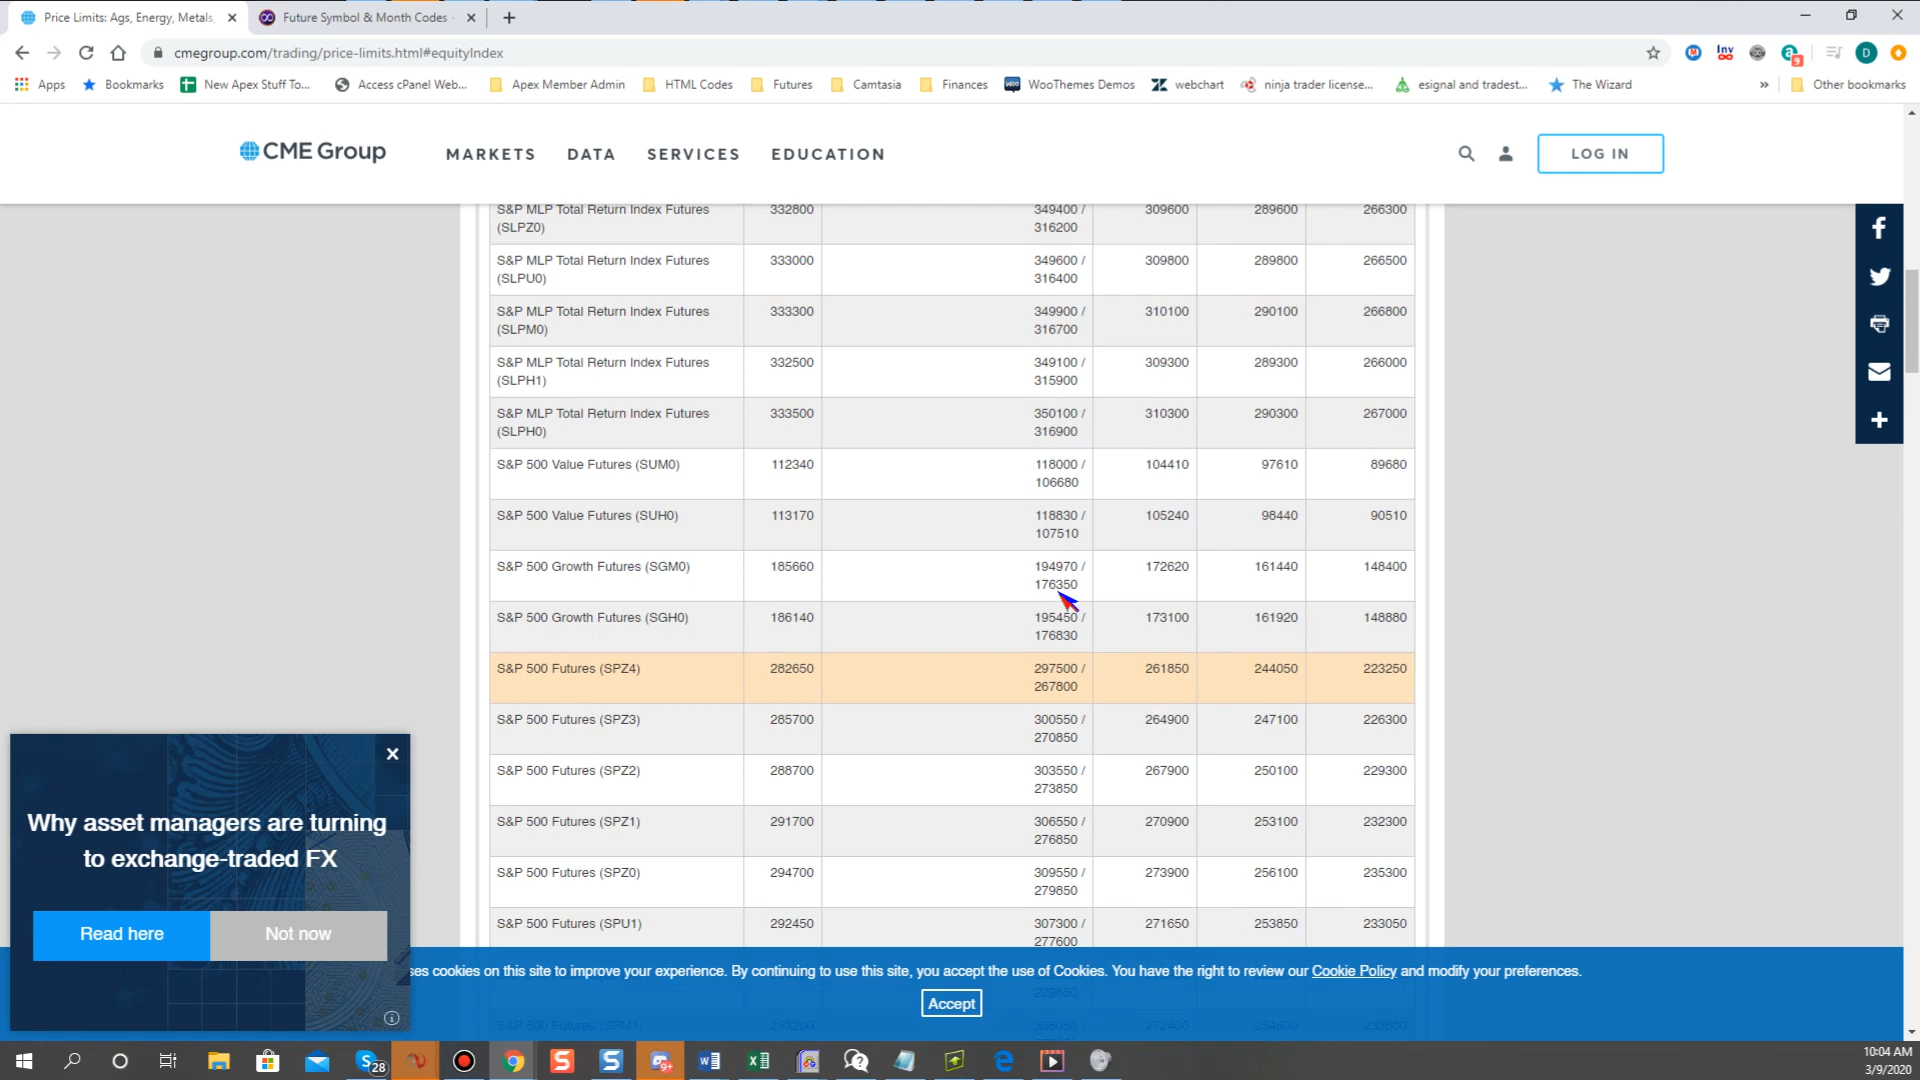 Price Limits: Ags, Energy, Metals,
Future Symbol & Month Codes -
cmegroup.com/trading/price-limits.html#equityIndex
Inv
9
D
Apps
Bookmarks
New Apex Stuff To...
Access cPanel Web...
Apex Member Admin
HTML Codes
Futures
Camtasia
Finances
WooThemes Demos
webchart
ninja trader license...
esignal and tradest...
The Wizard
»
Other bookmarks
CME Group
MARKETS DATA SERVICES EDUCATION
LOG IN
S&P MLP Total Return Index Futures 332800 349400 / 309600 289600 266300
(SLPZ0) 316200
S&P MLP Total Return Index Futures 333000 349600 / 309800 289800 266500
(SLPU0) 316400
S&P MLP Total Return Index Futures 333300 349900 / 310100 290100 266800
(SLPM0) 316700
S&P MLP Total Return Index Futures 332500 349100 / 309300 289300 266000
(SLPH1) 315900
S&P MLP Total Return Index Futures 333500 350100 / 310300 290300 267000
(SLPH0) 316900
S&P 500 Value Futures (SUM0) 112340 118000 / 104410 97610 89680
106680
S&P 500 Value Futures (SUH0) 113170 118830 / 105240 98440 90510
107510
S&P 500 Growth Futures (SGM0) 185660 194970 / 172620 161440 148400
176350
S&P 500 Growth Futures (SGH0) 186140 195450 / 173100 161920 148880
176830
S&P 500 Futures (SPZ4) 282650 297500 / 261850 244050 223250
267800
S&P 500 Futures (SPZ3) 285700 300550 / 264900 247100 226300
270850
S&P 500 Futures (SPZ2) 288700 303550 / 267900 250100 229300
273850
S&P 500 Futures (SPZ1) 291700 306550 / 270900 253100 232300
276850
S&P 500 Futures (SPZ0) 294700 309550 / 273900 256100 235300
279850
S&P 500 Futures (SPU1) 292450 307300 / 271650 253850 233050
277600
Why asset managers are turning
to exchange-traded FX
Read here
Not now
ses cookies on this site to improve your experience. By continuing to use this site, you accept the use of Cookies. You have the right to review our Cookie Policy and modify your preferences.
Accept
S&P 500 Futures (SPM1) 293200 308050 / 272400 254600 233800
28
9+
10:04 AM
3/9/2020